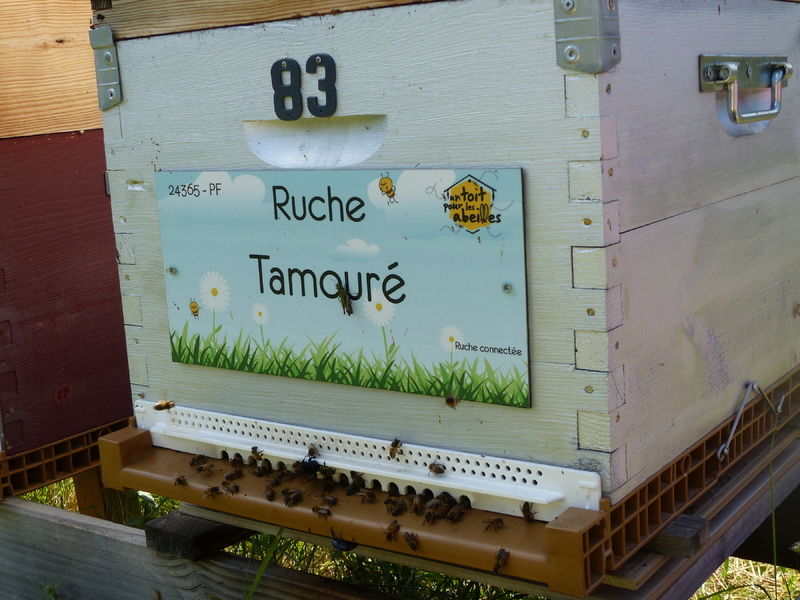 83
24365 - PF
Ruche
un toit
pour les
abeilles
Tamouré
Ruche connectée